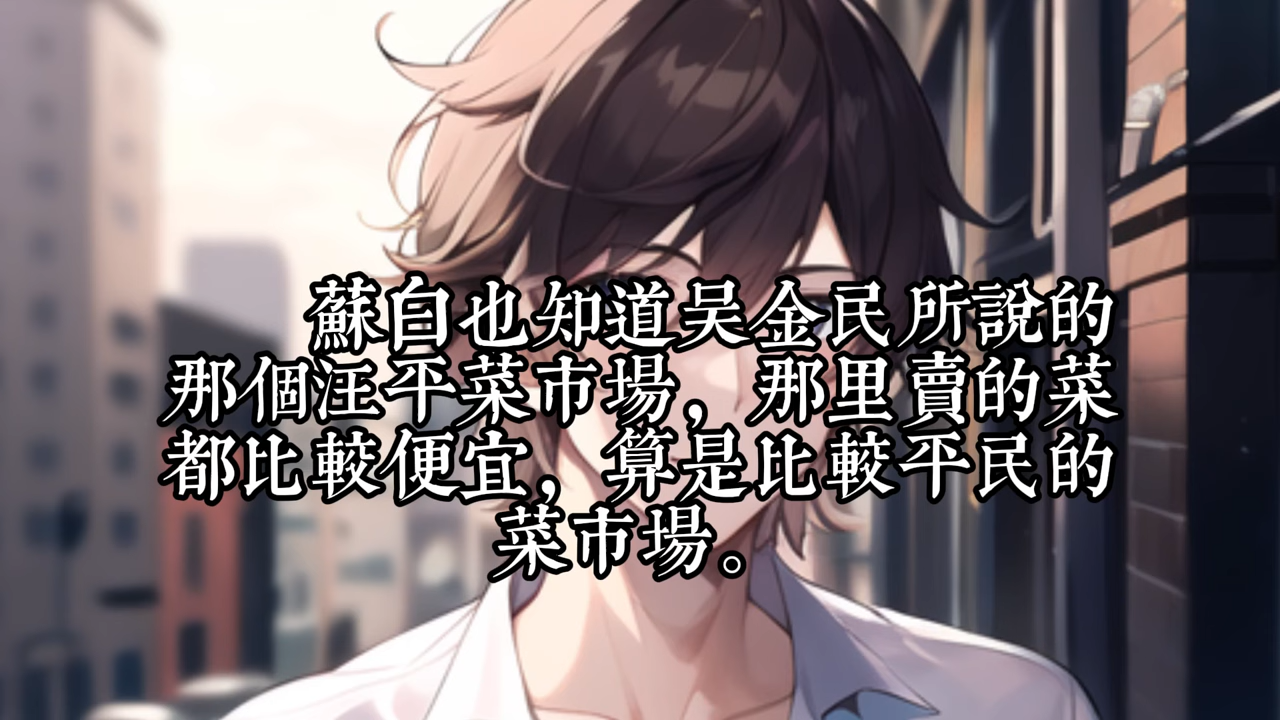 蘇白也知道吴金民所說的
那個汪平菜市場，那里賣的菜
都比較便宜，算是比較平民的
菜市場。